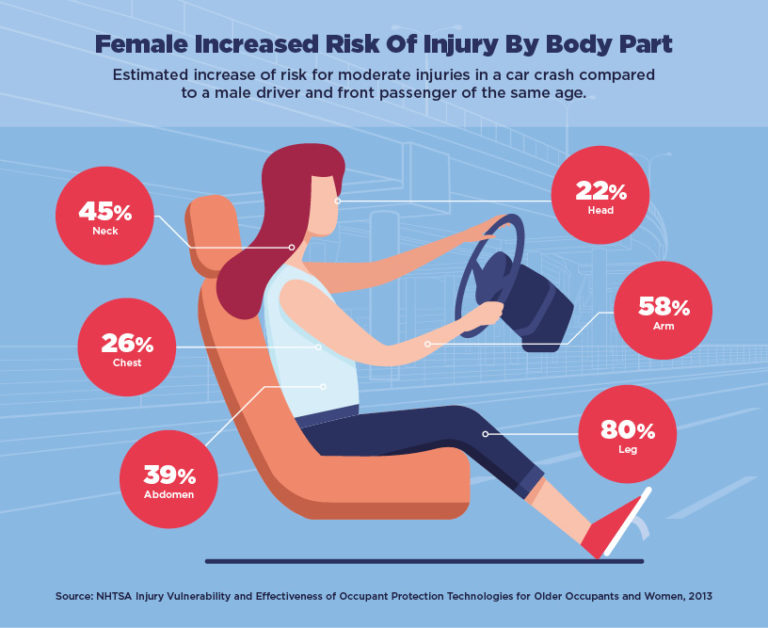 Female Increased Risk Of Injury By Body Part
Estimated increase of risk for moderate injuries in a car crash compared
to a male driver and front passenger of the same age.
45%
Neck
22%
Head
26%
Chest
58%
Arm
39%
Abdomen
80%
Leg
Source: NHTSA Injury Vulnerability and Effectiveness of Occupant Protection Technologies for Older Occupants and Women, 2013